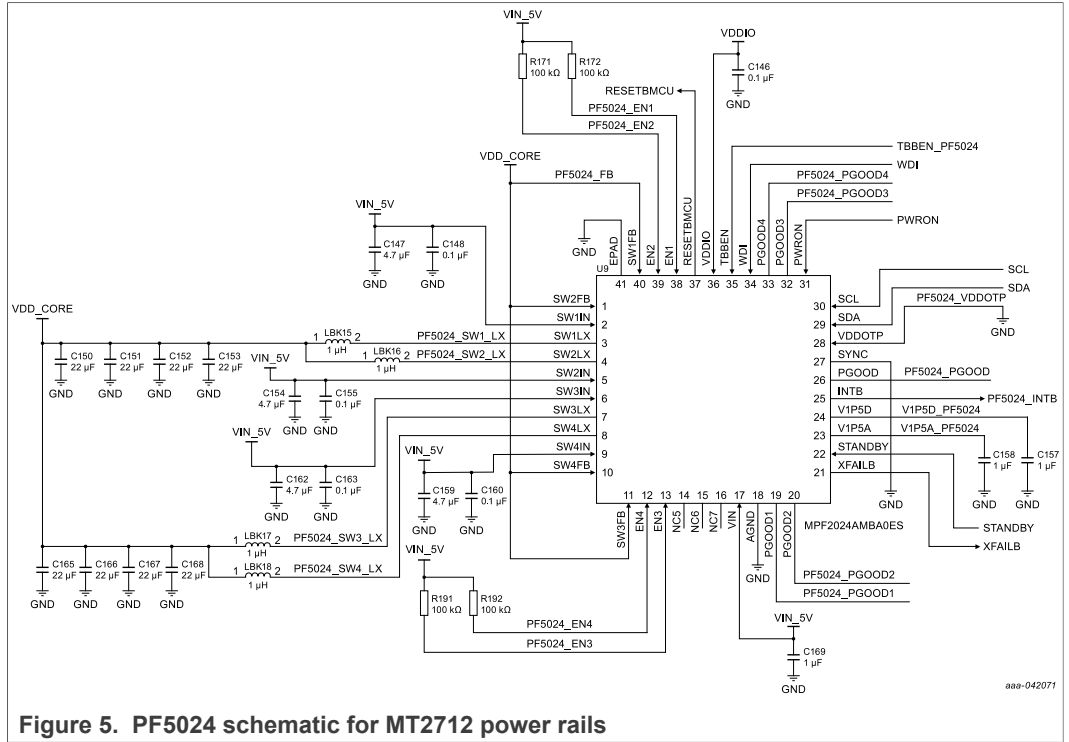 VIN_5V
R171
100 kΩ
R172
100 kΩ
VDDIO
C146
0.1 µF
GND
RESETBMCU
PF5024_EN1
PF5024_EN2
VDD_CORE
PF5024_FB
TBBEN_PF5024
WDI
PF5024_PGOOD4
PF5024_PGOOD3
PWRON
VIN_5V
C147
4.7 µF
GND
C148
0.1 µF
GND
GND
EPAD
SW1FB
EN2
EN1
RESETBMCU
VDDIO
TBBEN
WDI
PGOOD4
PGOOD3
PWRON
U9
41 40 39 38 37 36 35 34 33 32 31
SW2FB 1
SW1IN 2
SW1LX 3
SW2LX 4
SW2IN 5
SW3IN 6
SW3LX 7
SW4LX 8
SW4IN 9
SW4FB 10
30 SCL
29 SDA
28 VDDOTP
27 SYNC
26 PGOOD
25 INTB
24 V1P5D
23 V1P5A
22 STANDBY
21 XFAILB
SCL
SDA
PF5024_VDDOTP
GND
PF5024_PGOOD
PF5024_INTB
V1P5D_PF5024
V1P5A_PF5024
C158
1 µF
GND
C157
1 µF
GND
GND
STANDBY
XFAILB
VDD_CORE
1 LBK15 2
1 µH
PF5024_SW1_LX
1 LBK16 2
1 µH
PF5024_SW2_LX
C150
22 µF
GND
C151
22 µF
GND
C152
22 µF
GND
C153
22 µF
GND
VIN_5V
C154
4.7 µF
GND
C155
0.1 µF
GND
VIN_5V
C162
4.7 µF
GND
C163
0.1 µF
GND
VIN_5V
C159
4.7 µF
GND
C160
0.1 µF
GND
11 12 13 14 15 16 17 18 19 20
SW3FB
EN4
EN3
NC5
NC6
NC7
VIN
AGND
PGOOD1
PGOOD2
MPF2024AMBA0ES
GND
1 LBK17 2
1 µH
PF5024_SW3_LX
1 LBK18 2
1 µH
PF5024_SW4_LX
C165
22 µF
GND
C166
22 µF
GND
C167
22 µF
GND
C168
22 µF
GND
VIN_5V
R191
100 kΩ
R192
100 kΩ
PF5024_EN4
PF5024_EN3
PF5024_PGOOD2
PF5024_PGOOD1
VIN_5V
C169
1 µF
GND
aaa-042071
Figure 5. PF5024 schematic for MT2712 power rails